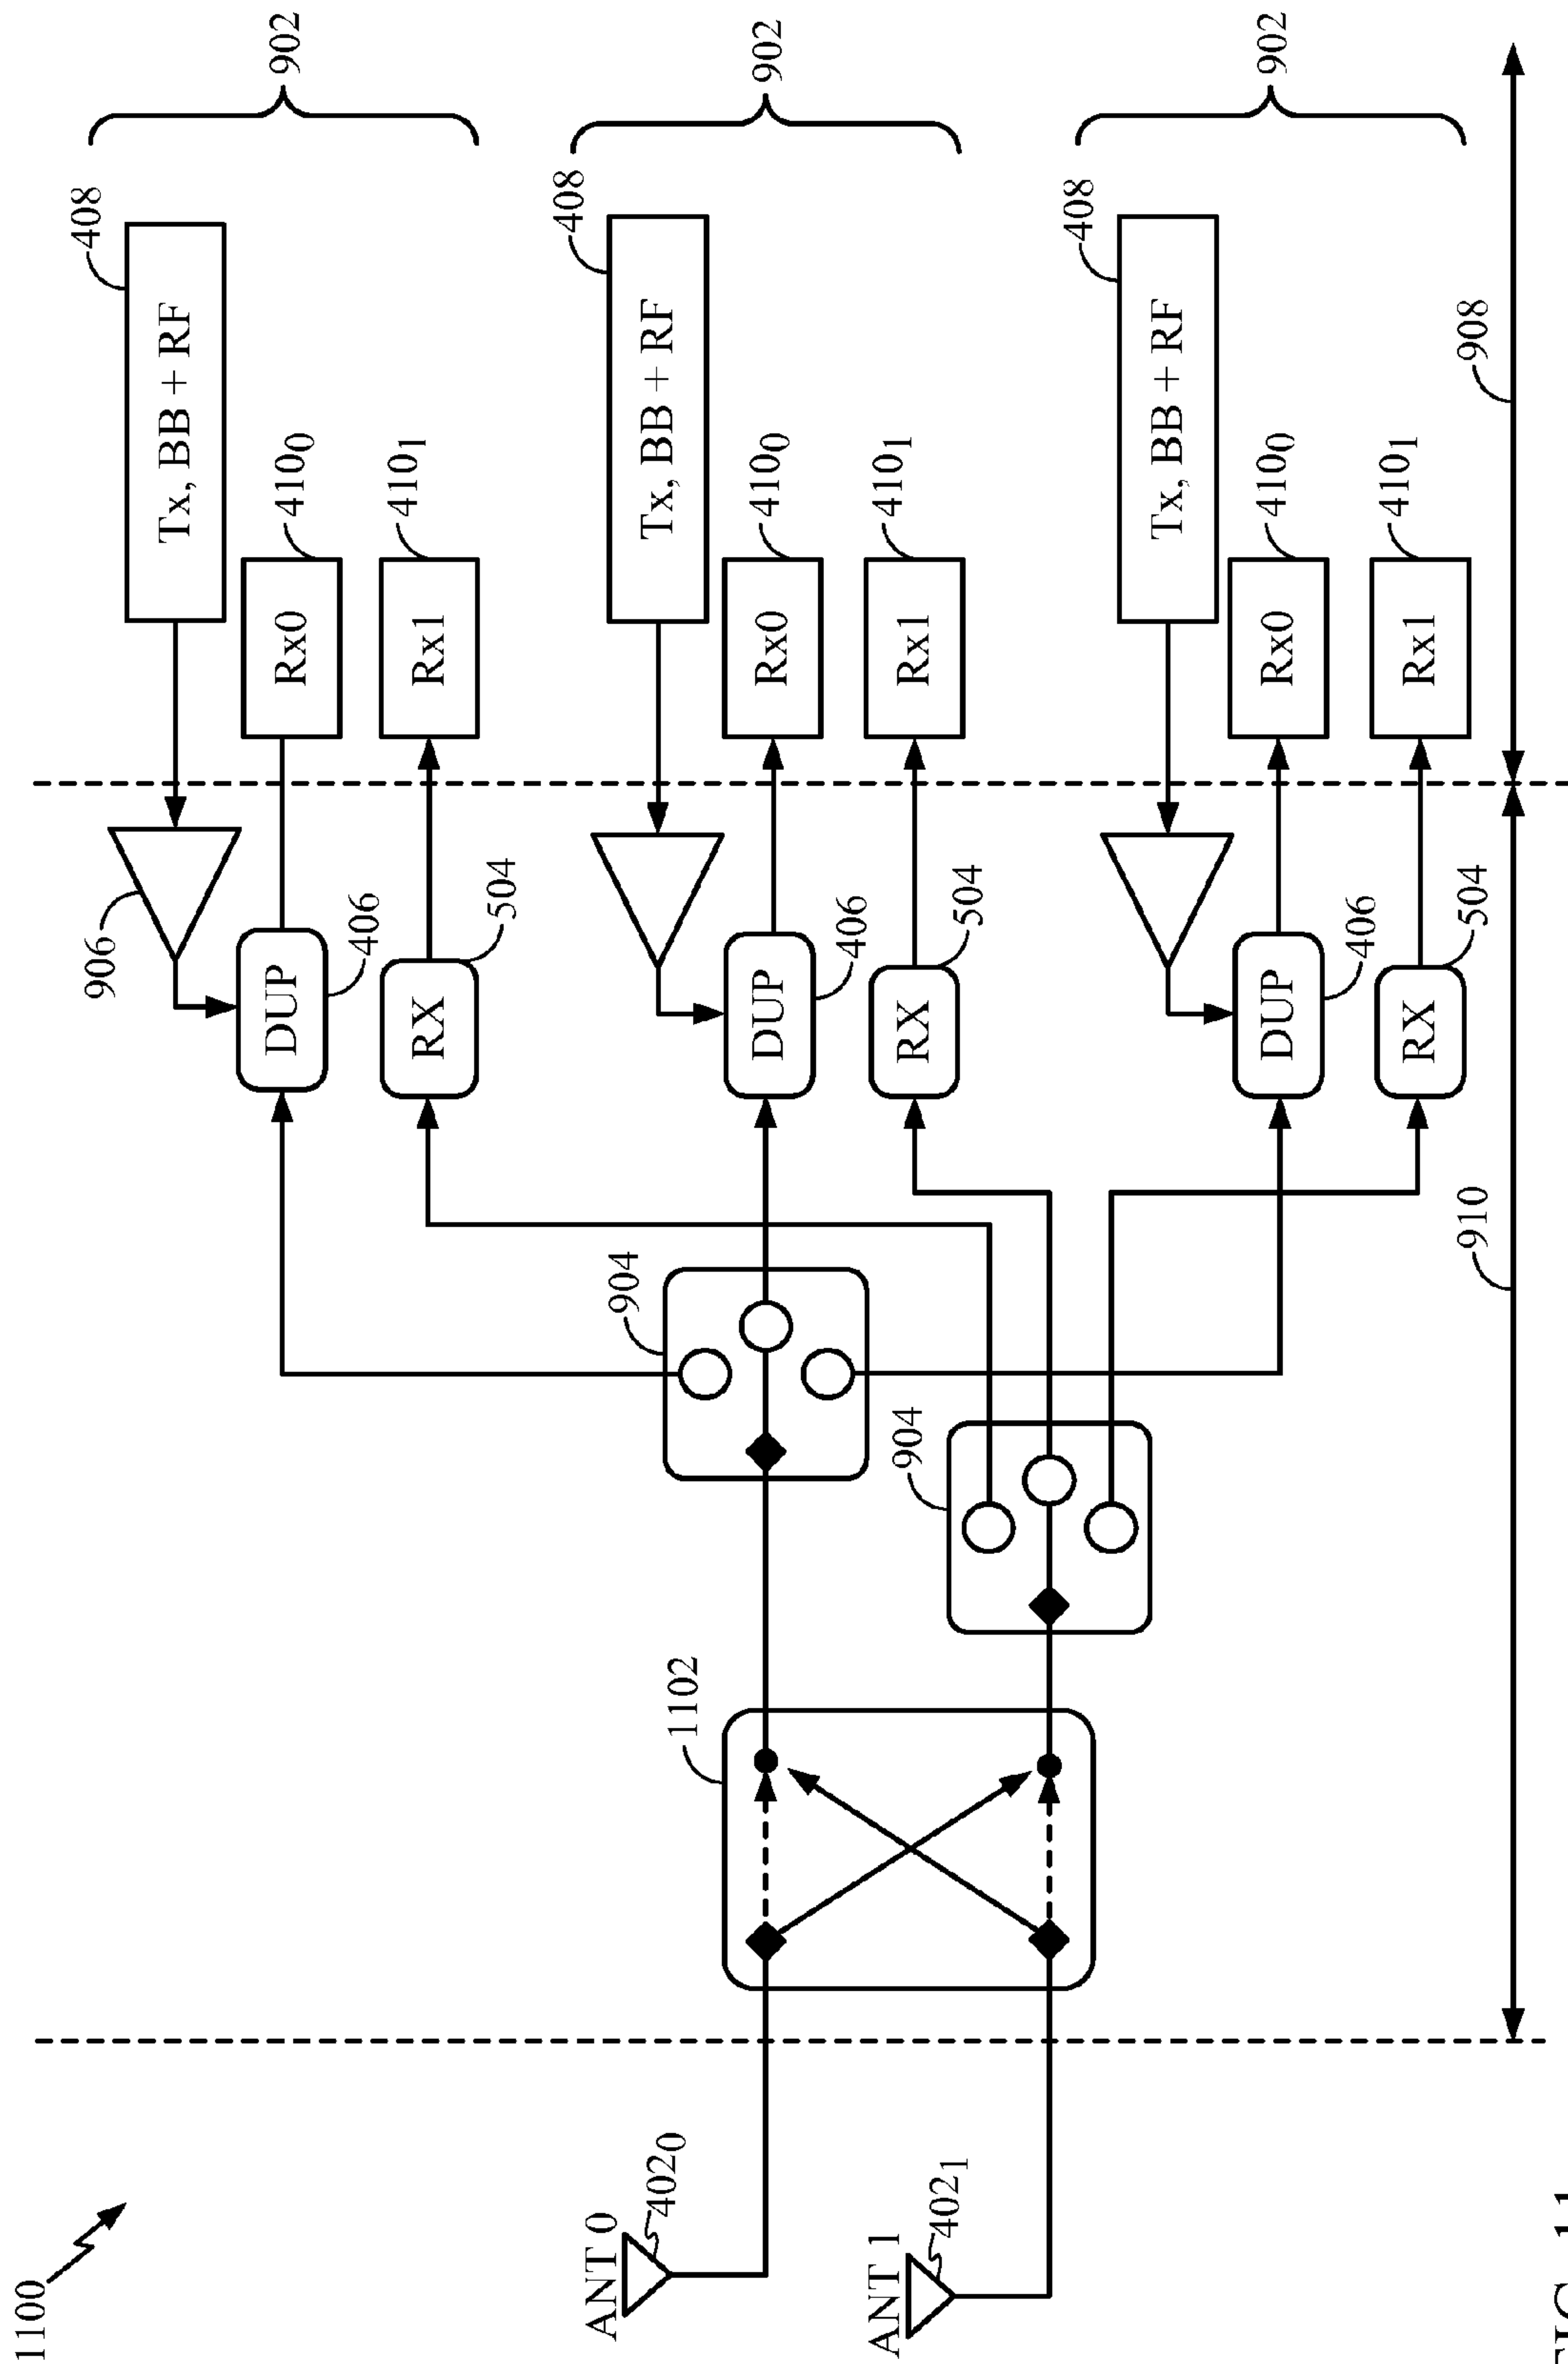 1100
ANT 0
402₀
ANT 1
402₁
1102
904
904
906
DUP
406
RX
504
DUP
406
RX
504
DUP
406
RX
504
Tx, BB + RF
408
Rx0
410₀
Rx1
410₁
902
Tx, BB + RF
408
Rx0
410₀
Rx1
410₁
902
Tx, BB + RF
408
Rx0
410₀
Rx1
410₁
902
910
908
FIG. 11